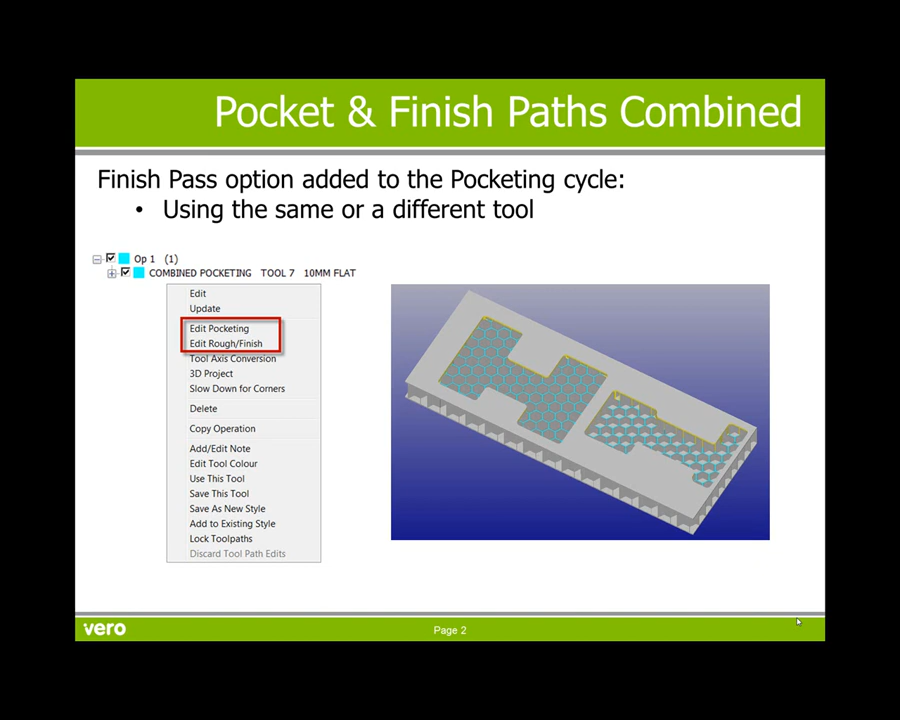 Pocket & Finish Paths Combined
Finish Pass option added to the Pocketing cycle:
• Using the same or a different tool
Op 1 (1)
COMBINED POCKETING TOOL 7 10MM FLAT
Edit
Update
Edit Pocketing
Edit Rough/Finish
Tool Axis Conversion
3D Project
Slow Down for Corners
Delete
Copy Operation
Add/Edit Note
Edit Tool Colour
Use This Tool
Save This Tool
Save As New Style
Add to Existing Style
Lock Toolpaths
Discard Tool Path Edits
vero
Page 2